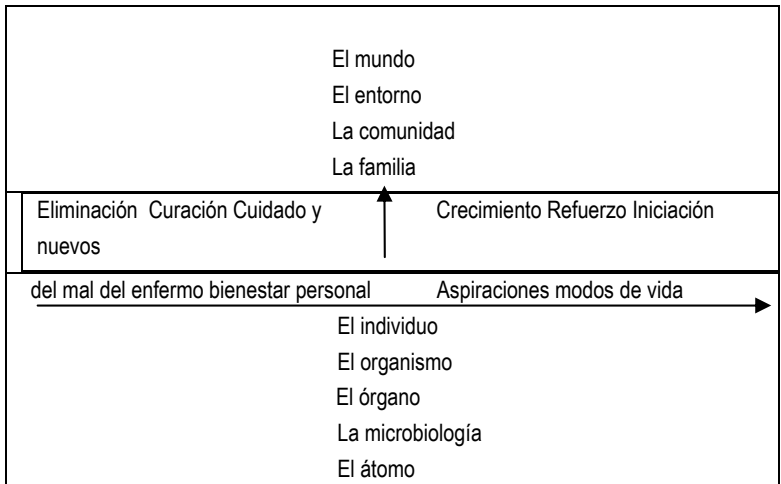 El mundo
El entorno
La comunidad
La familia
Eliminación Curación Cuidado y Crecimiento Refuerzo Iniciación
nuevos
del mal del enfermo bienestar personal Aspiraciones modos de vida
El individuo
El organismo
El órgano
La microbiología
El átomo